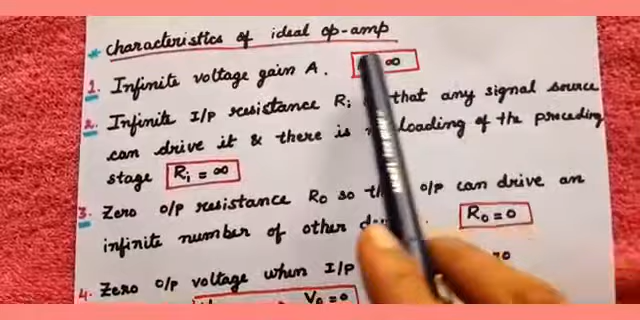 * characteristics of ideal op-amp
1. Infinite voltage gain A. ∞
2. Infinite I/p resistance Ri that any signal source
can drive it & there is loading of the preceding
stage Ri = ∞
3. Zero o/p resistance Ro so o/p can drive an
infinite number of other Ro = 0
4. Zero o/p voltage when I/P
Vo = 0